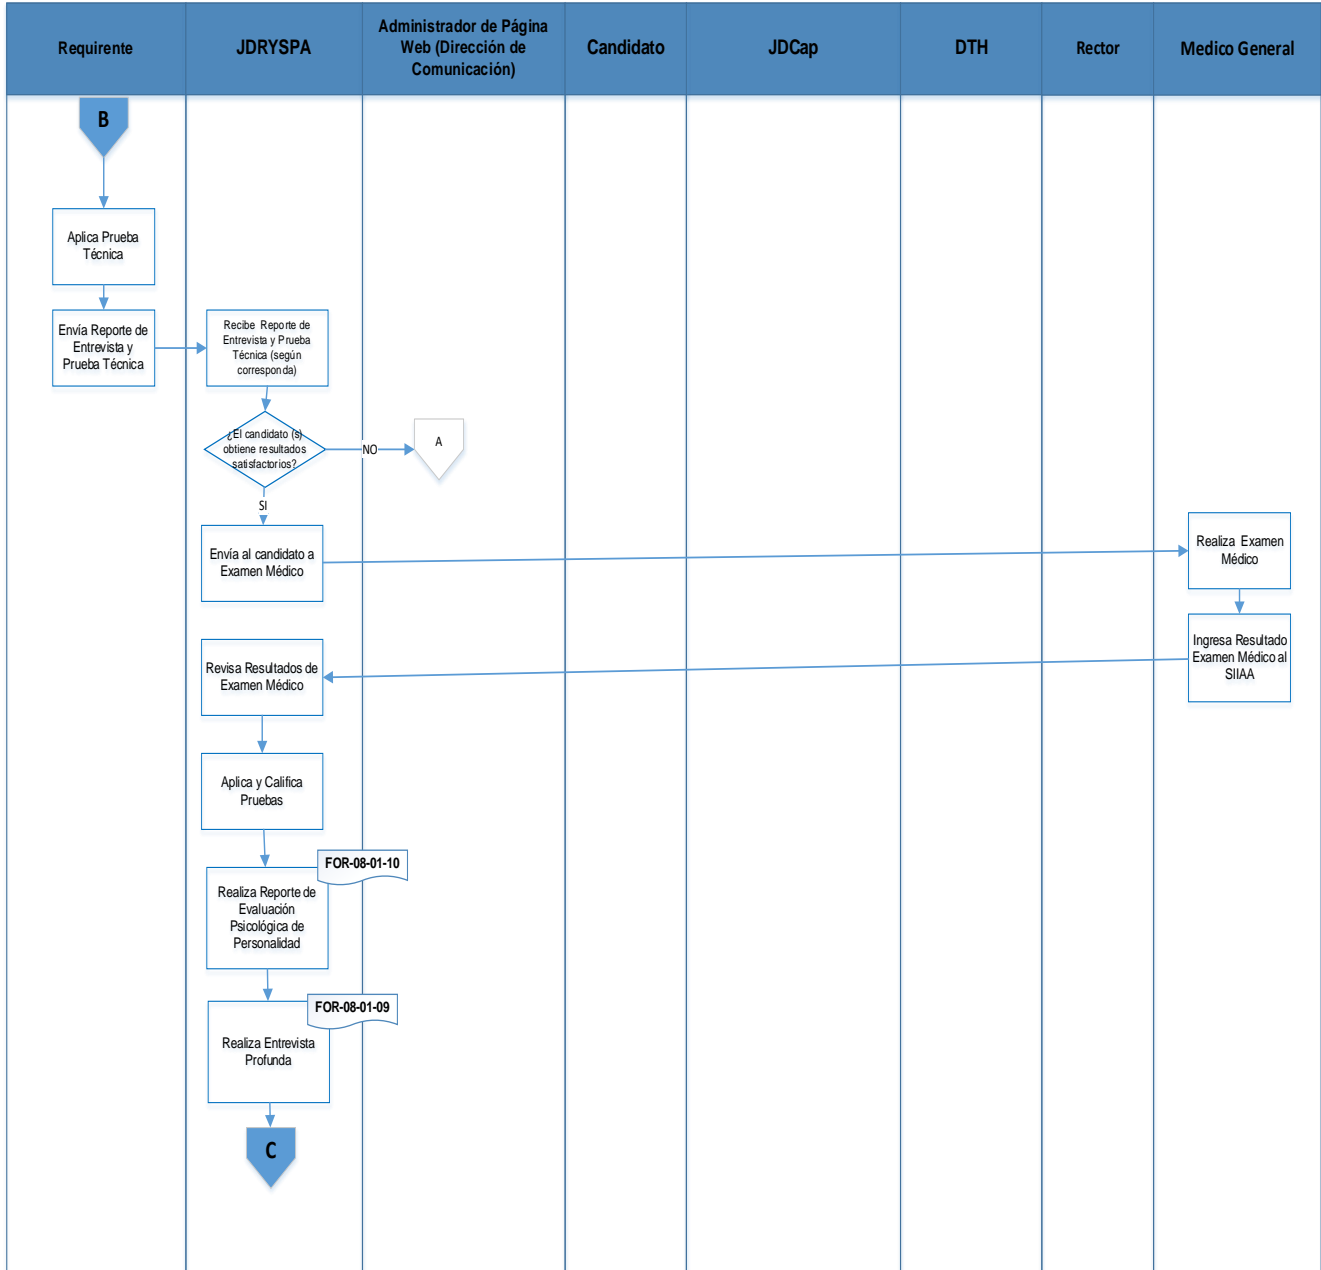 Requirente
JDRYSPA
Administrador de Página
Web (Dirección de
Comunicación)
Candidato
JDCap
DTH
Rector
Medico General
B
Aplica Prueba
Técnica
Envía Reporte de
Entrevista y
Prueba Técnica
Recibe Reporte de
Entrevista y Prueba
Técnica (según
corresponda)
¿El candidato (s)
obtiene resultados
satisfactorios?
NO
A
SI
Envía al candidato a
Examen Médico
Realiza Examen
Médico
Ingresa Resultado
Examen Médico al
SIIAA
Revisa Resultados de
Examen Médico
Aplica y Califica
Pruebas
FOR-08-01-10
Realiza Reporte de
Evaluación
Psicológica de
Personalidad
FOR-08-01-09
Realiza Entrevista
Profunda
C